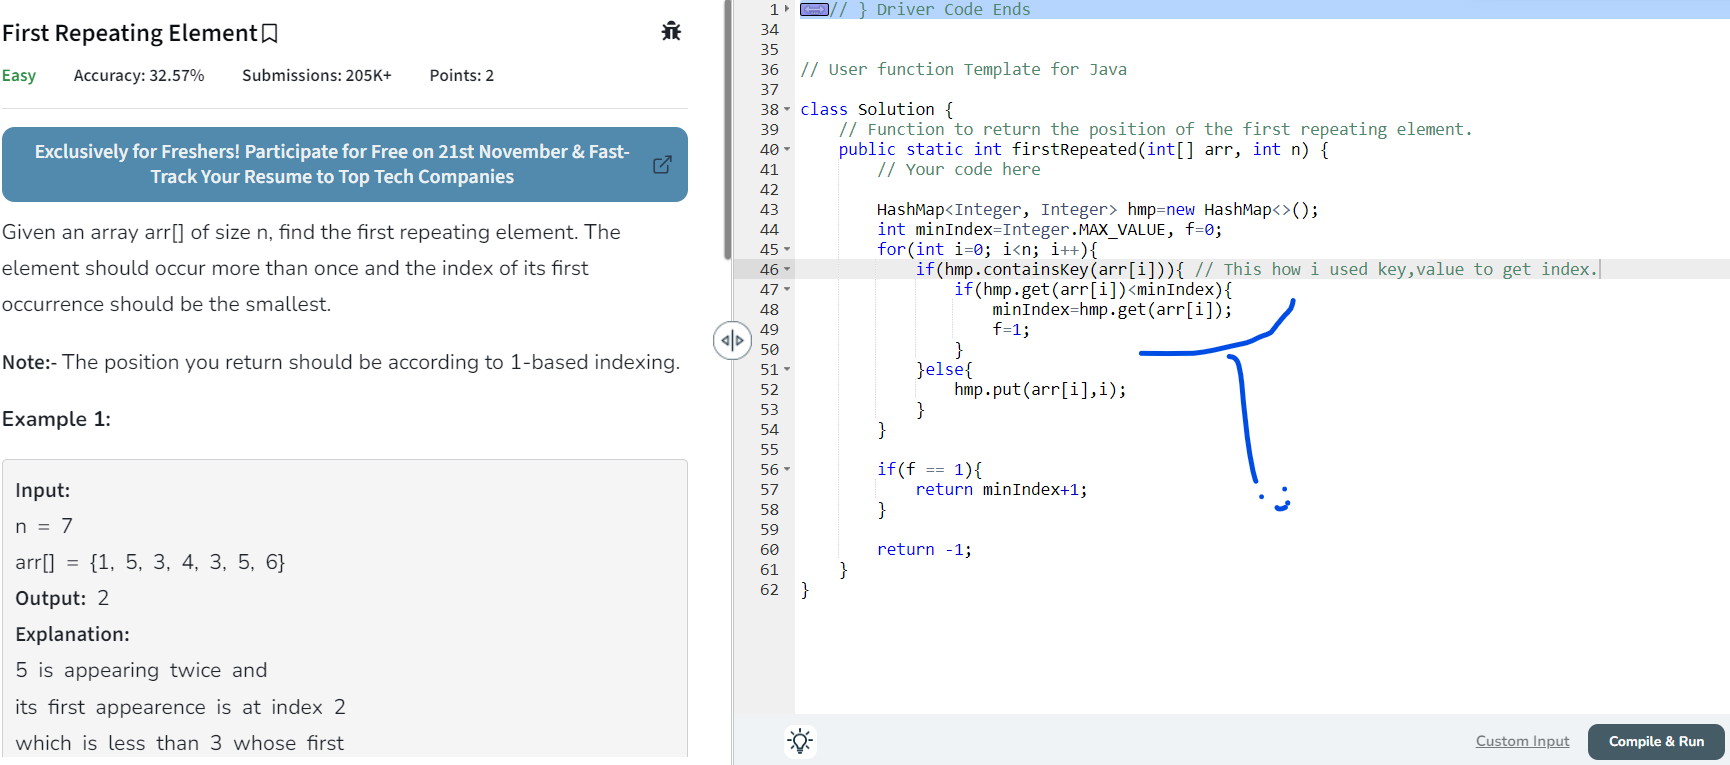 First Repeating Element
Easy Accuracy: 32.57% Submissions: 205K+ Points: 2
Exclusively for Freshers! Participate for Free on 21st November & Fast-
Track Your Resume to Top Tech Companies
Given an array arr[] of size n, find the first repeating element. The
element should occur more than once and the index of its first
occurrence should be the smallest.
Note:- The position you return should be according to 1-based indexing.
Example 1:
Input:
n = 7
arr[] = {1, 5, 3, 4, 3, 5, 6}
Output: 2
Explanation:
5 is appearing twice and
its first appearence is at index 2
which is less than 3 whose first
1 // } Driver Code Ends
34
35
36 // User function Template for Java
37
38 class Solution {
39 // Function to return the position of the first repeating element.
40 public static int firstRepeated(int[] arr, int n) {
41 // Your code here
42
43 HashMap<Integer, Integer> hmp=new HashMap<>();
44 int minIndex=Integer.MAX_VALUE, f=0;
45 for(int i=0; i<n; i++){
46 if(hmp.containsKey(arr[i])){ // This how i used key,value to get index.
47 if(hmp.get(arr[i])<minIndex){
48 minIndex=hmp.get(arr[i]);
49 f=1;
50 }
51 }else{
52 hmp.put(arr[i],i);
53 }
54 }
55
56 if(f == 1){
57 return minIndex+1;
58 }
59
60 return -1;
61 }
62 }
Custom Input Compile & Run